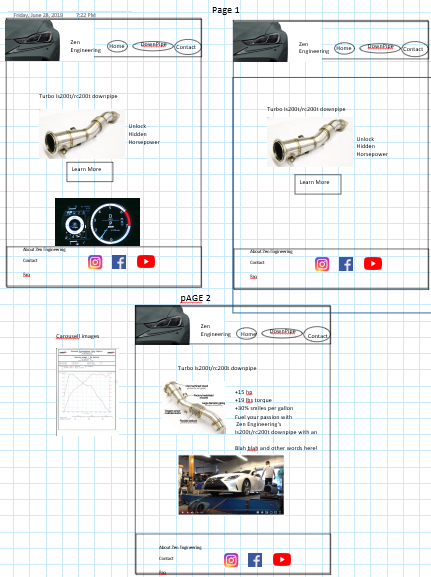 Page 1
Friday, June 28, 2019 7:22 PM
Zen
Engineering
Home
DownPipe
Contact
Turbo Is200t/rc200t downpipe
Unlock
Hidden
Horsepower
Learn More
About Zen Engineering
Contact
Faq
Zen
Engineering
Home
DownPipe
Contact
Turbo Is200t/rc200t downpipe
Unlock
Hidden
Horsepower
Learn More
About Zen Engineering
Contact
Faq
pAGE 2
Carousell images
Zen
Engineering
Home
DownPipe
Contact
Turbo Is200t/rc200t downpipe
+15 hp
+19 lbs torque
+30% smiles per gallon
Fuel your passion with
Zen Engineering's
Is200t/rc200t downpipe with an
Blah blah and other words here!
About Zen Engineering
Contact
Faq